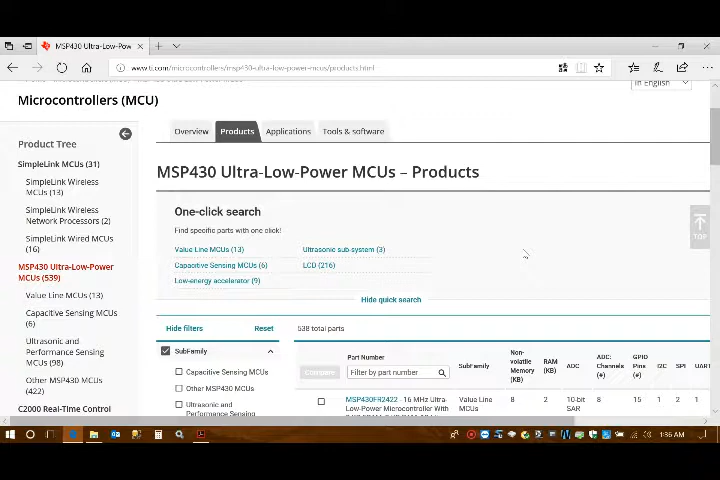 MSP430 Ultra-Low-Pow
www.ti.com/microcontrollers/msp430-ultra-low-power-mcus/products.html
In English
Microcontrollers (MCU)
Overview
Products
Applications
Tools & software
Product Tree
SimpleLink MCUs (31)
SimpleLink Wireless
MCUs (13)
SimpleLink Wireless
Network Processors (2)
SimpleLink Wired MCUs
(16)
MSP430 Ultra-Low-Power
MCUs (539)
Value Line MCUs (13)
Capacitive Sensing MCUs
(6)
Ultrasonic and
Performance Sensing
MCUs (98)
Other MSP430 MCUs
(422)
C2000 Real-Time Control
MSP430 Ultra-Low-Power MCUs – Products
One-click search
Find specific parts with one click!
Value Line MCUs (13)
Ultrasonic sub-system (3)
Capacitive Sensing MCUs (6)
LCD (216)
Low-energy accelerator (9)
TOP
Hide quick search
Hide filters
Reset
538 total parts
SubFamily
Capacitive Sensing MCUs
Other MSP430 MCUs
Ultrasonic and
Performance Sensing
Compare
Part Number
Filter by part number
SubFamily
Non-
volatile
Memory
(KB)
RAM
(KB)
ADC
ADC:
Channels
(#)
GPIO
Pins
(#)
I2C
SPI
UART
MSP430FR2422 - 16 MHz Ultra-
Low-Power Microcontroller With
Value Line
MCUs
8
2
10-bit
SAR
8
15
1
2
1
1:86 AM